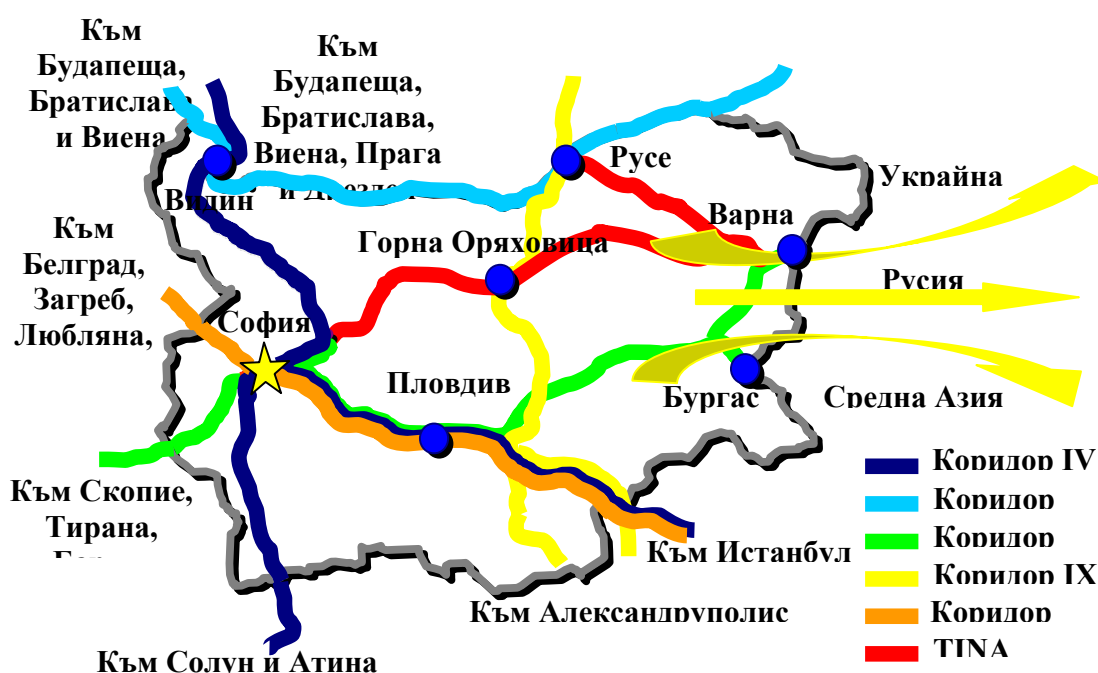 Към
Будапеща,
Братислава
и Виена
Към
Будапеща,
Братислава,
Виена, Прага
и
Видин
Русе
Украйна
Варна
Горна Оряховица
Към
Белград,
Загреб,
Любляна,
София
Русия
Пловдив
Бургас
Средна Азия
Към Скопие,
Тирана,
Към Истанбул
Към Александруполис
Към Солун и Атина
Коридор IV
Коридор
Коридор
Коридор IX
Коридор
TINA